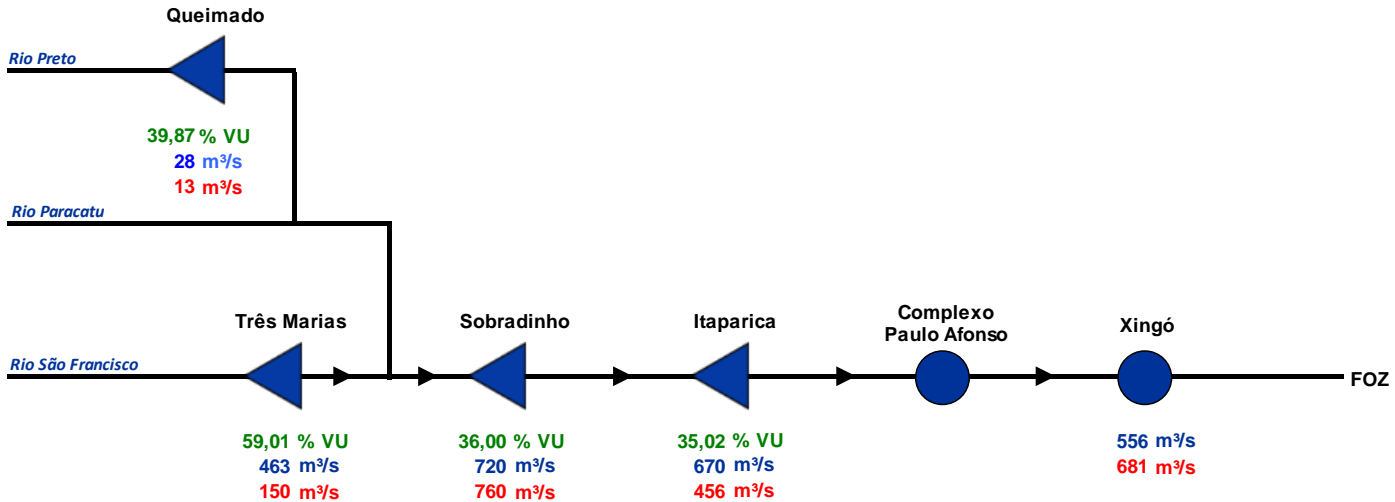 Queimado
Rio Preto
39,87 % VU
28 m³/s
13 m³/s
Rio Paracatu
Três Marias
Sobradinho
Itaparica
Complexo
Paulo Afonso
Xingó
Rio São Francisco
FOZ
59,01 % VU
463 m³/s
150 m³/s
36,00 % VU
720 m³/s
760 m³/s
35,02 % VU
670 m³/s
456 m³/s
556 m³/s
681 m³/s